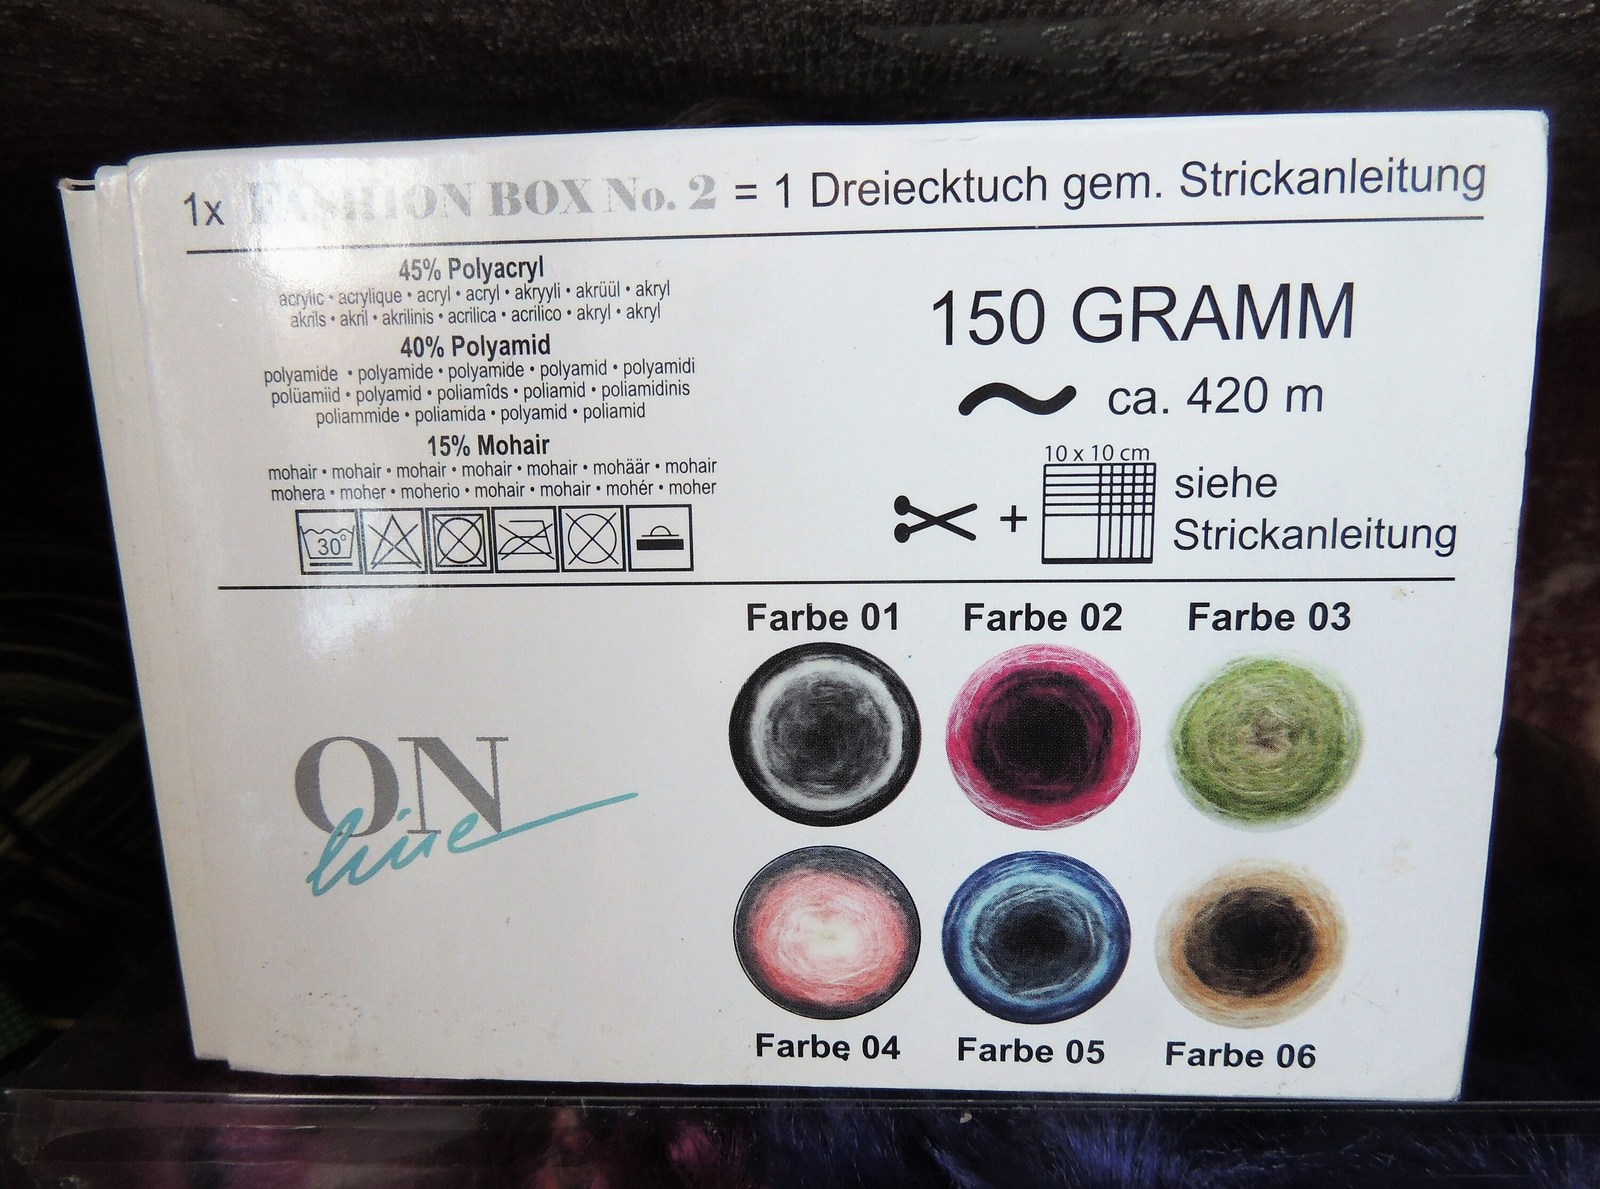 1x FASHION BOX No. 2 = 1 Dreiecktuch gem. Strickanleitung
45% Polyacryl
acrylic • acrylique • acryl • acryl • akryyli • akrüül • akryl
akrils • akril • akrilinis • acrilica • acrilico • akryl • akryl
40% Polyamid
polyamide • polyamide • polyamide • polyamid • polyamidi
polüamiid • polyamid • poliamîds • poliamid • poliamidinis
poliammide • poliamida • polyamid • poliamid
15% Mohair
mohair • mohair • mohair • mohair • mohair • mohäär • mohair
mohera • moher • moherio • mohair • mohair • mohér • moher
30°
150 GRAMM
ca. 420 m
10 x 10 cm
+
siehe
Strickanleitung
ON
line
Farbe 01 Farbe 02 Farbe 03
Farbe 04 Farbe 05 Farbe 06